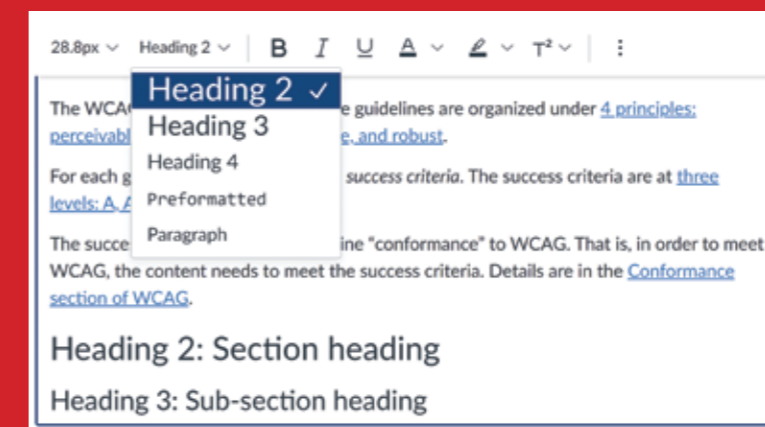 28.8px Heading 2 B I U A T²
Heading 2
Heading 3
Heading 4
Preformatted
Paragraph
The WCA e guidelines are organized under 4 principles:
perceivabl e, and robust.
For each g success criteria. The success criteria are at three
levels: A, A
The succe ine “conformance” to WCAG. That is, in order to meet
WCAG, the content needs to meet the success criteria. Details are in the Conformance
section of WCAG.
Heading 2: Section heading
Heading 3: Sub-section heading